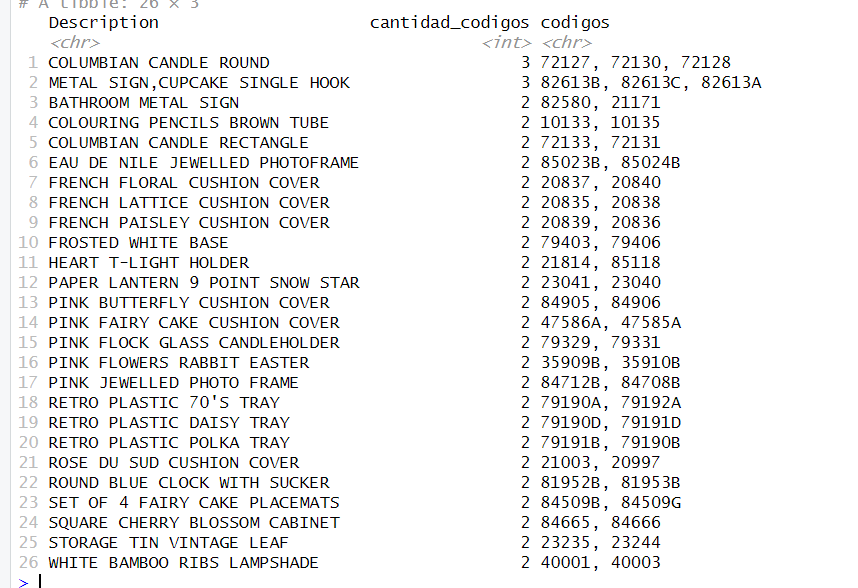 # A tibble: 26 × 3
Description cantidad_codigos codigos
<chr> <int> <chr>
1 COLUMBIAN CANDLE ROUND 3 72127, 72130, 72128
2 METAL SIGN,CUPCAKE SINGLE HOOK 3 82613B, 82613C, 82613A
3 BATHROOM METAL SIGN 2 82580, 21171
4 COLOURING PENCILS BROWN TUBE 2 10133, 10135
5 COLUMBIAN CANDLE RECTANGLE 2 72133, 72131
6 EAU DE NILE JEWELLED PHOTOFRAME 2 85023B, 85024B
7 FRENCH FLORAL CUSHION COVER 2 20837, 20840
8 FRENCH LATTICE CUSHION COVER 2 20835, 20838
9 FRENCH PAISLEY CUSHION COVER 2 20839, 20836
10 FROSTED WHITE BASE 2 79403, 79406
11 HEART T-LIGHT HOLDER 2 21814, 85118
12 PAPER LANTERN 9 POINT SNOW STAR 2 23041, 23040
13 PINK BUTTERFLY CUSHION COVER 2 84905, 84906
14 PINK FAIRY CAKE CUSHION COVER 2 47586A, 47585A
15 PINK FLOCK GLASS CANDLEHOLDER 2 79329, 79331
16 PINK FLOWERS RABBIT EASTER 2 35909B, 35910B
17 PINK JEWELLED PHOTO FRAME 2 84712B, 84708B
18 RETRO PLASTIC 70'S TRAY 2 79190A, 79192A
19 RETRO PLASTIC DAISY TRAY 2 79190D, 79191D
20 RETRO PLASTIC POLKA TRAY 2 79191B, 79190B
21 ROSE DU SUD CUSHION COVER 2 21003, 20997
22 ROUND BLUE CLOCK WITH SUCKER 2 81952B, 81953B
23 SET OF 4 FAIRY CAKE PLACEMATS 2 84509B, 84509G
24 SQUARE CHERRY BLOSSOM CABINET 2 84665, 84666
25 STORAGE TIN VINTAGE LEAF 2 23235, 23244
26 WHITE BAMBOO RIBS LAMPSHADE 2 40001, 40003
>